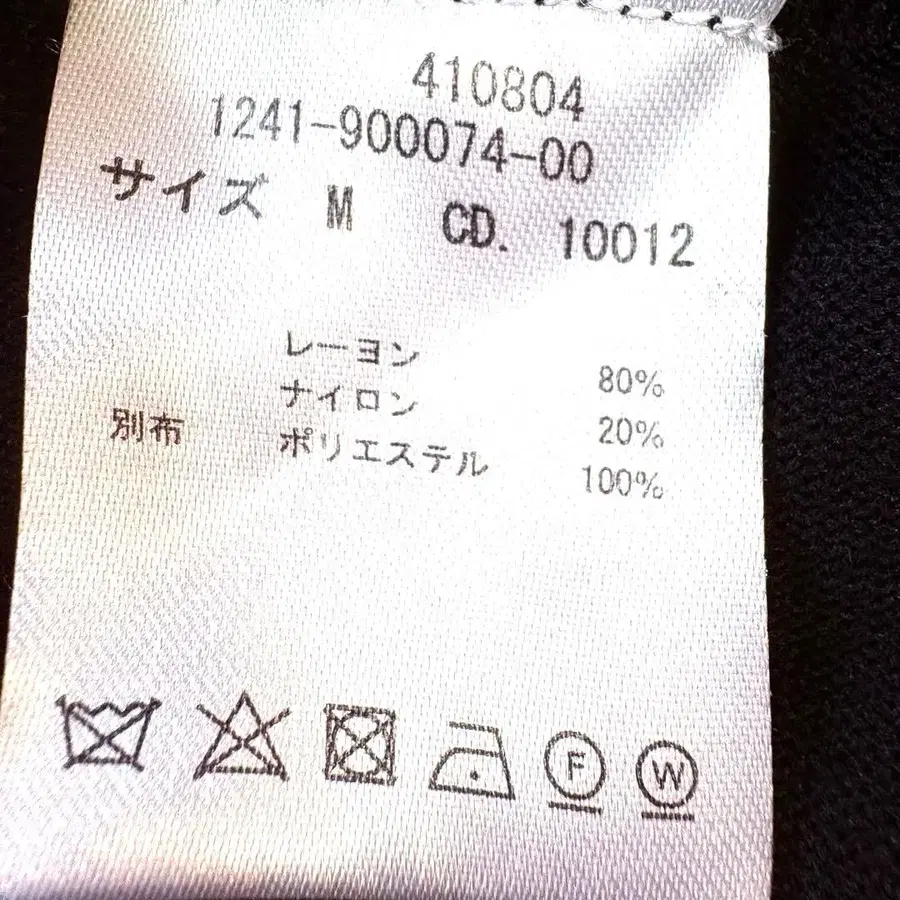 410804
1241-900074-00
サイズ M CD. 10012
レーヨン 80%
ナイロン 20%
別布 ポリエステル 100%
F W